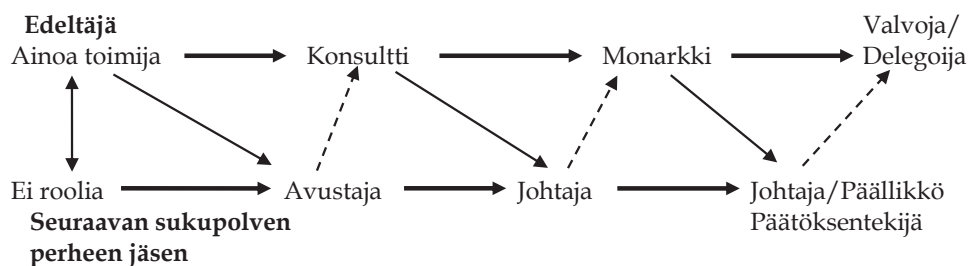 Edeltäjä
Ainoa toimija
Konsultti
Monarkki
Valvoja/
Delegoija
Ei roolia
Avustaja
Johtaja
Johtaja/Päällikkö
Päätöksentekijä
Seuraavan sukupolven
perheen jäsen